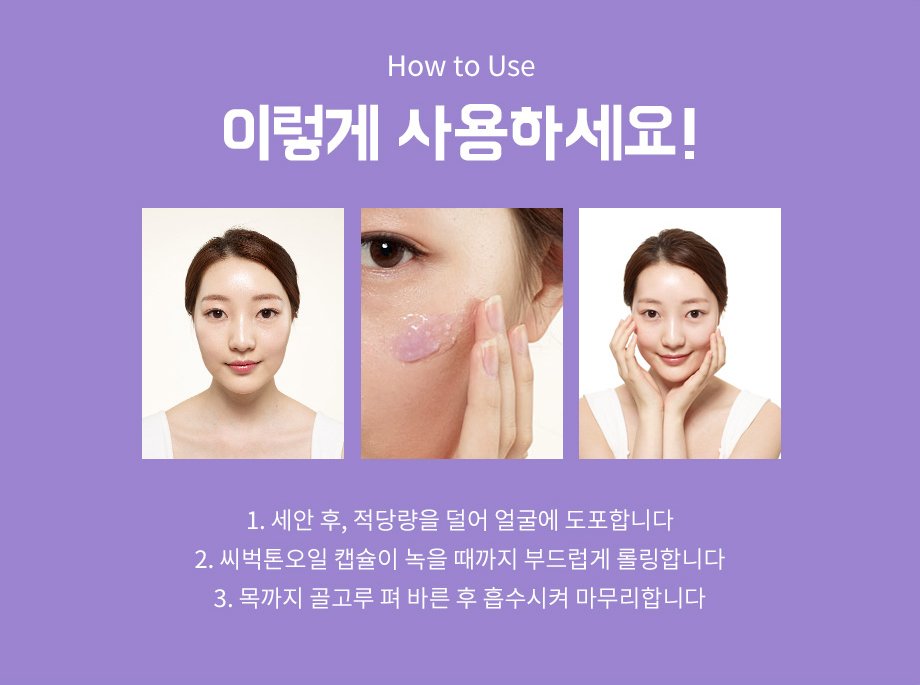 How to Use
이렇게 사용하세요!
1. 세안 후, 적당량을 덜어 얼굴에 도포합니다
2. 씨벅톤오일 캡슐이 녹을 때까지 부드럽게 롤링합니다
3. 목까지 골고루 펴 바른 후 흡수시켜 마무리합니다